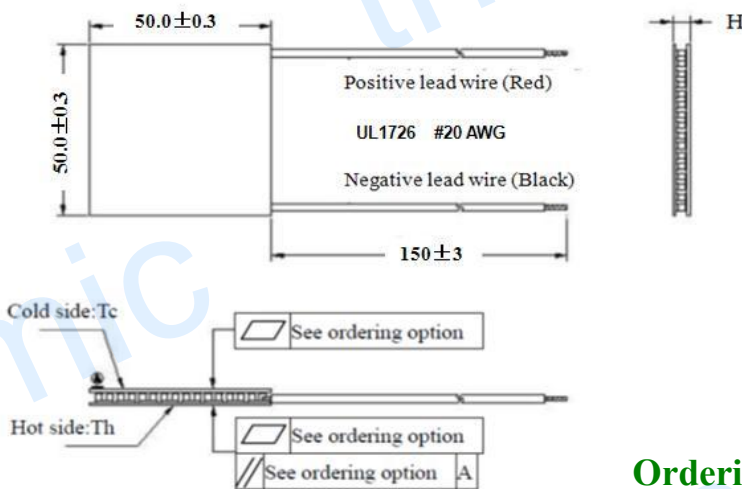 50.0±0.3
H
50.0±0.3
Positive lead wire (Red)
UL1726 #20 AWG
Negative lead wire (Black)
150±3
Cold side:Tc
See ordering option
Hot side:Th
See ordering option
See ordering option A